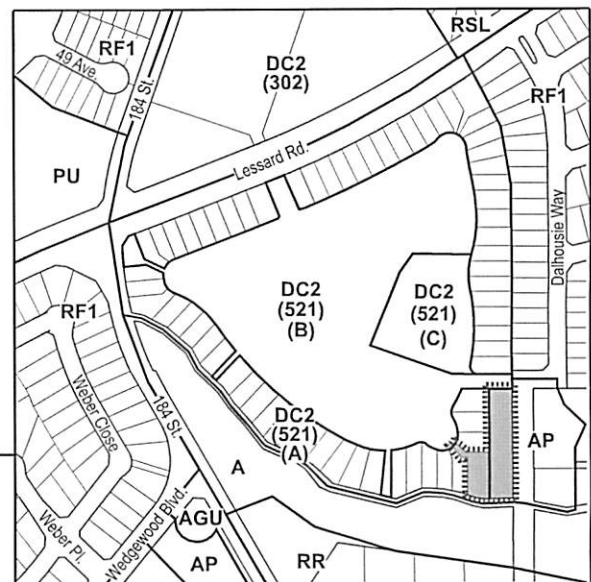 RSL
RF1
49 Ave.
184 St.
DC2
(302)
RF1
PU
Lessard Rd.
Dalhousie Way
DC2
(521)
(B)
DC2
(521)
(C)
RF1
Weber Close
184 St.
DC2
(521)
(A)
AP
A
Wedgewood Blvd.
AGU
Weber Pl.
AP
RR